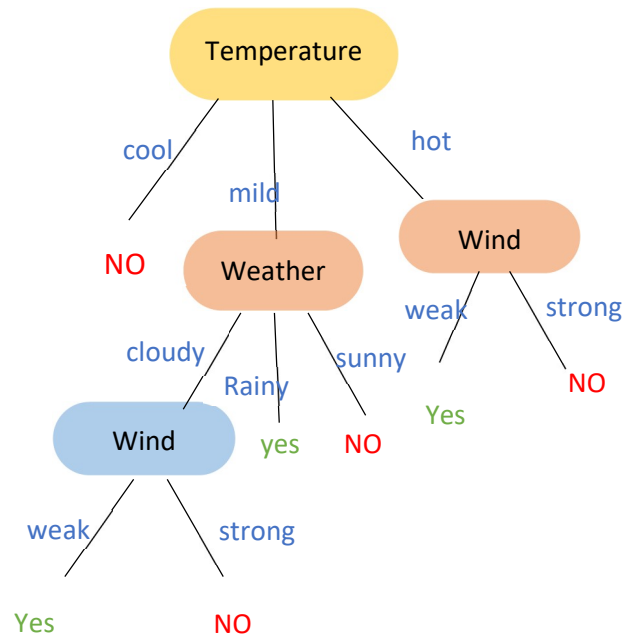 Temperature
cool
mild
hot
NO
Weather
Wind
cloudy
Rainy
sunny
weak
strong
Wind
yes
NO
Yes
NO
weak
strong
Yes
NO